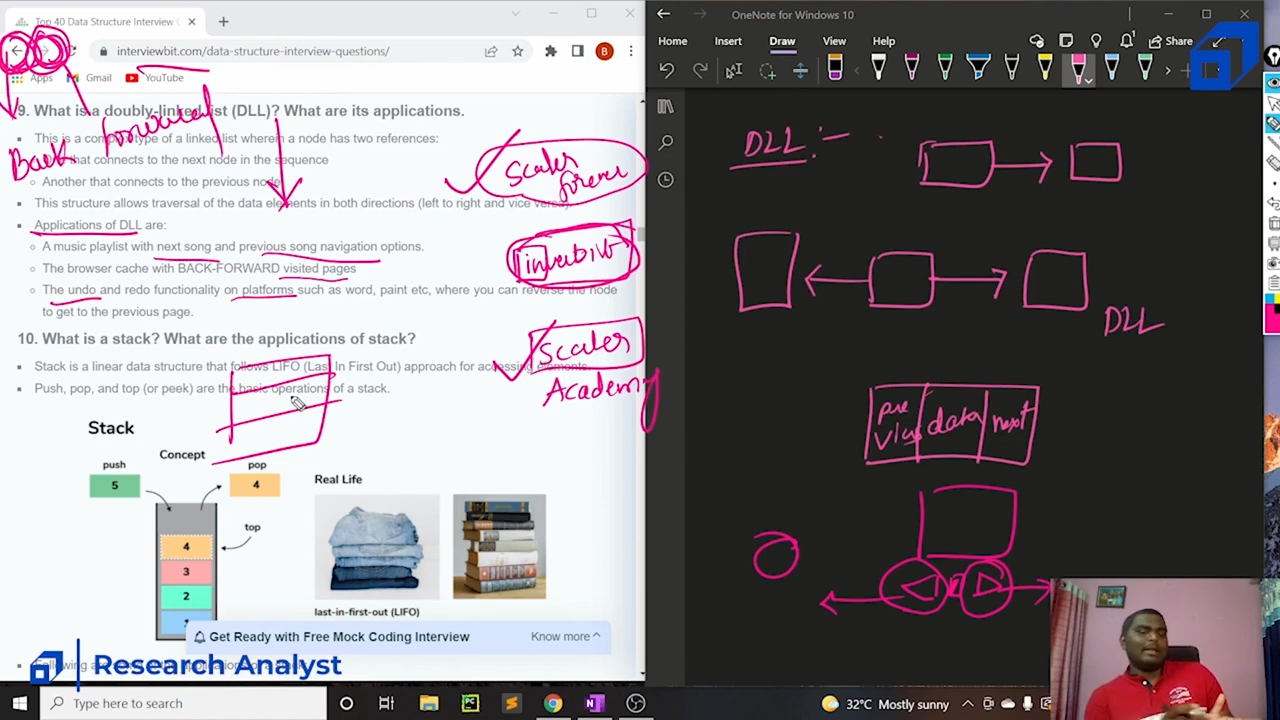 Top 40 Data Structure Interview
interviewbit.com/data-structure-interview-questions/
B
Apps Gmail YouTube
Back
forward
9. What is a doubly-linked list (DLL)? What are its applications.
This is a complex type of a linked list wherein a node has two references:
that connects to the next node in the sequence
Another that connects to the previous node.
This structure allows traversal of the data elements in both directions (left to right and vice versa).
Applications of DLL are:
A music playlist with next song and previous song navigation options.
The browser cache with BACK-FORWARD visited pages
The undo and redo functionality on platforms such as word, paint etc, where you can reverse the node
to get to the previous page.
Scaler
forever
Scaler
Academy
10. What is a stack? What are the applications of stack?
Stack is a linear data structure that follows LIFO (Last In First Out) approach for accessing elements.
Push, pop, and top (or peek) are the basic operations of a stack.
Stack
Concept
push
5
pop
4
top
4
3
2
Real Life
last-in-first-out (LIFO)
Get Ready with Free Mock Coding Interview
Know more
Research Analyst
Type here to search
OneNote for Windows 10
Home Insert Draw View Help
Share
DLL :-
DLL
pre
vious
data
next
32°C Mostly sunny